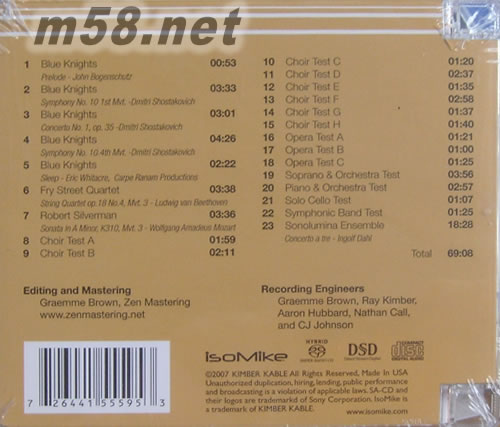 m58.net
1 Blue Knights 00:53
Prelode - John Bogenschutz
2 Blue Knights 03:33
Symphony No. 10 1st Mvt. -Dmitri Shostakovich
3 Blue Knights 03:01
Concerto No. 1, op. 35 -Dmitri Shostakovich
4 Blue Knights 04:26
Symphony No. 10 4th Mvt. -Dmitri Shostakovich
5 Blue Knights 02:22
Sleep - Eric Whitacre, Carpe Ranam Productions
6 Fry Street Quartet 03:38
String Quartet op.18 No.4, Mvt. 3 - Ludwig van Beethoven
7 Robert Silverman 03:36
Sonata in A Minor, K310, Mvt. 3 - Wolfgang Amadeus Mozart
8 Choir Test A 01:59
9 Choir Test B 02:11
10 Choir Test C 01:20
11 Choir Test D 02:37
12 Choir Test E 01:35
13 Choir Test F 02:58
14 Choir Test G 01:37
15 Choir Test H 01:40
16 Opera Test A 01:21
17 Opera Test B 01:00
18 Opera Test C 01:25
19 Soprano & Orchestra Test 03:56
20 Piano & Orchestra Test 02:57
21 Solo Cello Test 01:07
22 Symphonic Band Test 01:25
23 Sonolumina Ensemble 18:28
Concerto a tre - Ingolf Dahl
Total 69:08
Editing and Mastering
Graemme Brown, Zen Mastering
www.zenmastering.net
Recording Engineers
Graemme Brown, Ray Kimber,
Aaron Hubbard, Nathan Call,
and CJ Johnson
7 26441 55595 3
IsoMike
HYBRID
SUPER AUDIO CD
DSD
Direct Stream Digital
COMPACT
disc
DIGITAL AUDIO
©2007 KIMBER KABLE All Rights Reserved, Made in USA
Unauthorized duplication, hiring, lending, public performance
and broadcasting is a violation of applicable laws. SA-CD and
their logos are trademarks of Sony Corporation. IsoMike is
a trademark of KIMBER KABLE. www.isomike.com